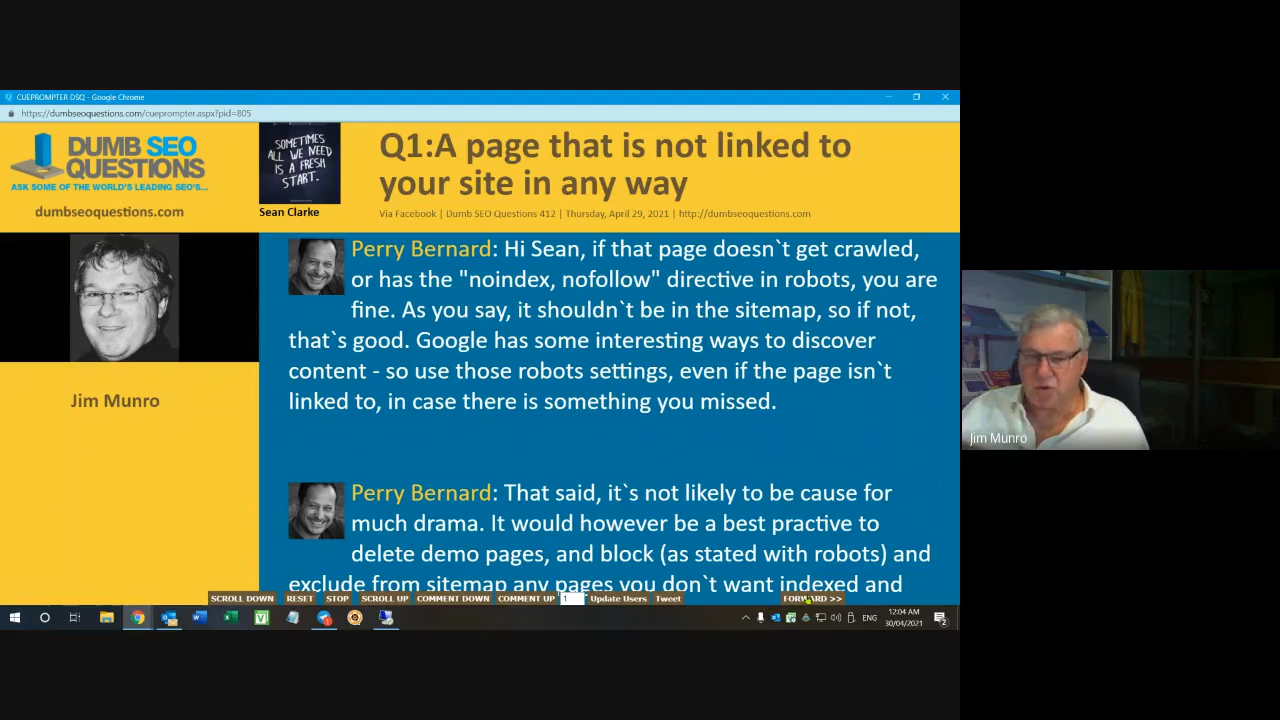 CUEPROMPTER DSQ - Google Chrome
https://dumbseoquestions.com/cueprompter.aspx?pid=805
DUMB SEO
QUESTIONS
ASK SOME OF THE WORLD'S LEADING SEO'S...
dumbseoquestions.com
SOMETIMES
ALL WE NEED
IS A FRESH
START.
Sean Clarke
Q1:A page that is not linked to
your site in any way
Via Facebook | Dumb SEO Questions 412 | Thursday, April 29, 2021 | http://dumbseoquestions.com
Jim Munro
Perry Bernard: Hi Sean, if that page doesn`t get crawled,
or has the "noindex, nofollow" directive in robots, you are
fine. As you say, it shouldn`t be in the sitemap, so if not,
that`s good. Google has some interesting ways to discover
content - so use those robots settings, even if the page isn`t
linked to, in case there is something you missed.
Perry Bernard: That said, it`s not likely to be cause for
much drama. It would however be a best practive to
delete demo pages, and block (as stated with robots) and
exclude from sitemap any pages you don`t want indexed and
SCROLL DOWN RESET STOP SCROLL UP COMMENT DOWN COMMENT UP 1 Update Users Tweet FORWARD >>
ENG
12:04 AM
30/04/2021
2
Jim Munro